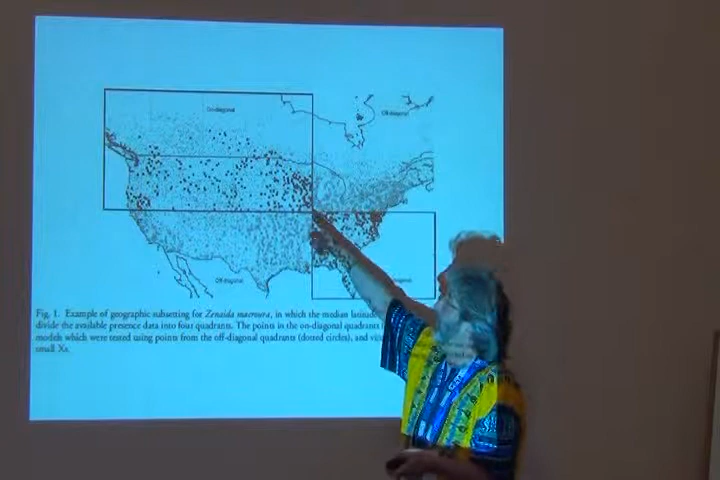 On-diagonal
Off-diagonal
Off-diagonal
Fig. 1. Example of geographic subsetting for Zenaida macroura, in which the median latitude
divide the available presence data into four quadrants. The points in the on-diagonal quadrants
models which were tested using points from the off-diagonal quadrants (dotted circles), and
small Xs.